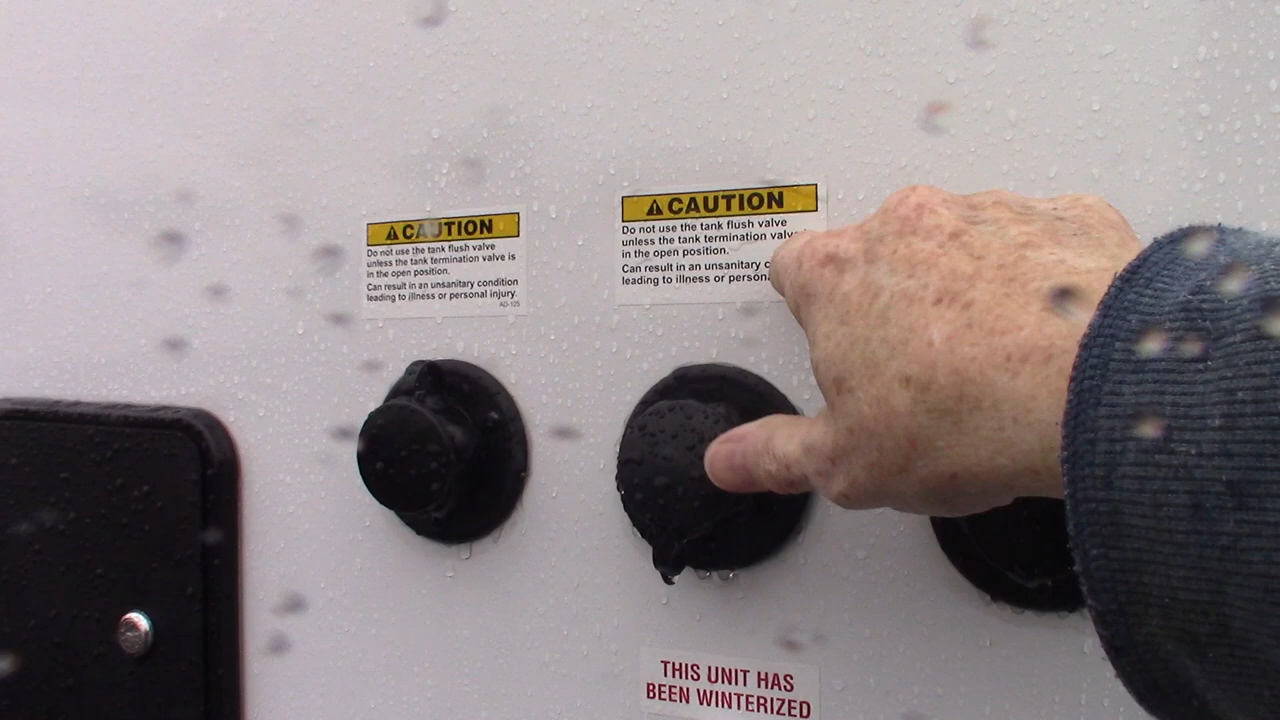 CAUTION
Do not use the tank flush valve
unless the tank termination valve is
in the open position.
Can result in an unsanitary condition
leading to illness or personal injury.
AD-125
CAUTION
Do not use the tank flush valve
unless the tank termination
in the open position.
Can result in an unsanitary
leading to illness or
THIS UNIT HAS
BEEN WINTERIZED